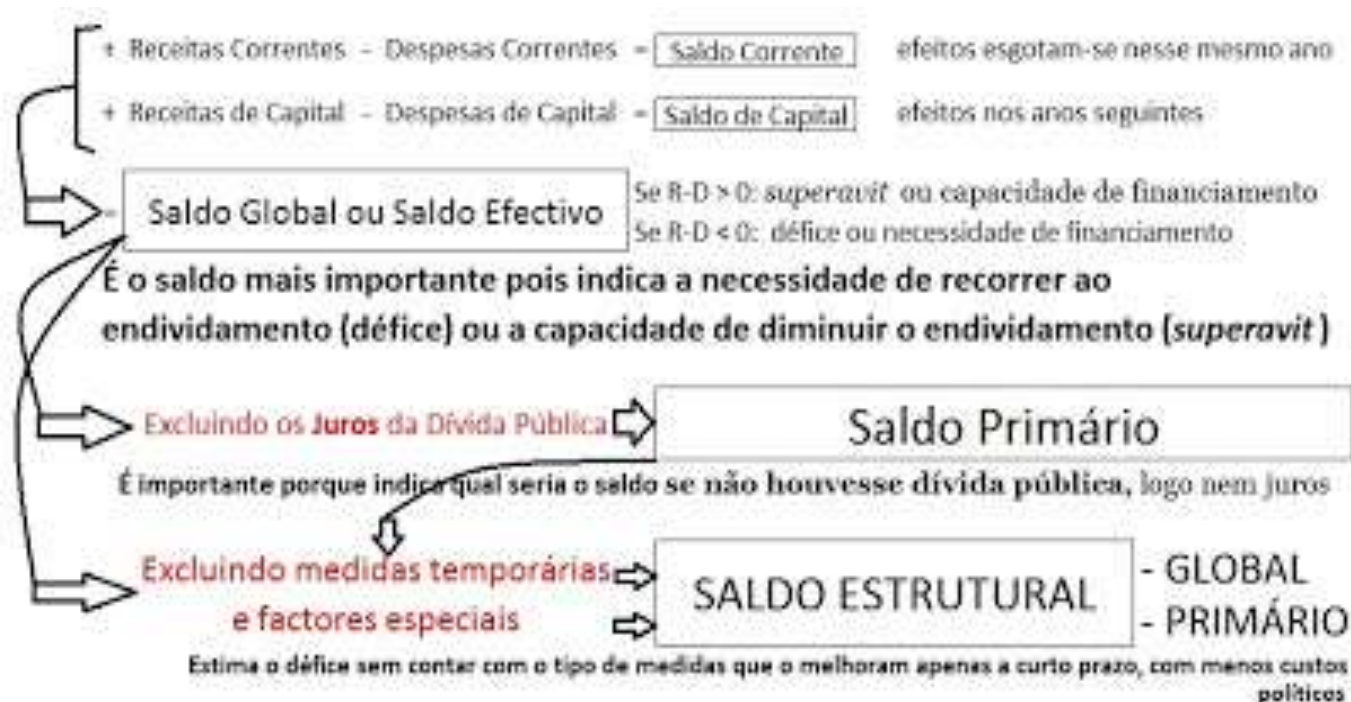 + Receitas Correntes - Despesas Correntes = Saldo Corrente efeitos esgotam-se nesse mesmo ano
+ Receitas de Capital - Despesas de Capital = Saldo de Capital efeitos nos anos seguintes
= Saldo Global ou Saldo Efectivo
Se R-D > 0: superavit ou capacidade de financiamento
Se R-D < 0: défice ou necessidade de financiamento
É o saldo mais importante pois indica a necessidade de recorrer ao
endividamento (défice) ou a capacidade de diminuir o endividamento (superavit )
Excluindo os Juros da Dívida Pública Saldo Primário
É importante porque indica qual seria o saldo se não houvesse dívida pública, logo nem juros
Excluindo medidas temporárias
e factores especiais
SALDO ESTRUTURAL
- GLOBAL
- PRIMÁRIO
Estima o défice sem contar com o tipo de medidas que o melhoram apenas a curto prazo, com menos custos
políticos